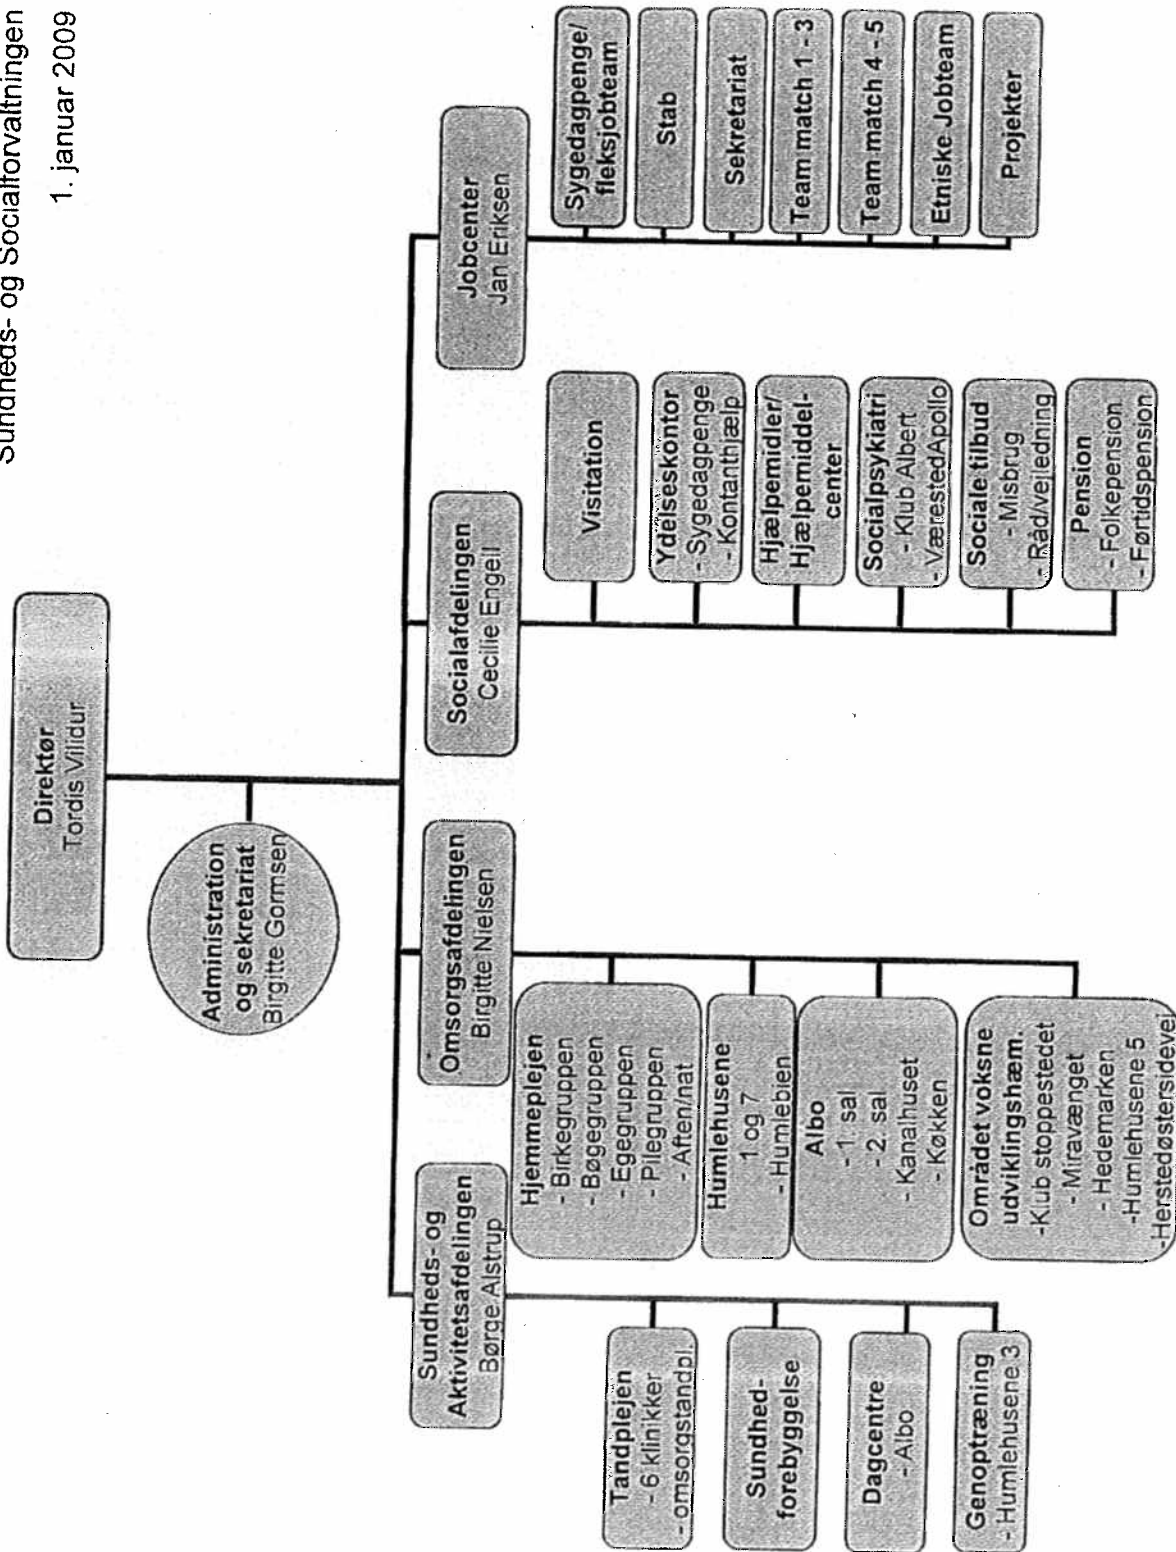 Sundheds- og Socialforvaltningen
1. januar 2009
Direktør
Tordis Vilidur
Administration
og sekretariat
Birgitte Gormsen
Sundheds- og
Aktivitetsafdelingen
Børge Alstrup
Tandplejen
- 6 klinikker
- omsorgstandpl.
Sundhed-
forebyggelse
Dagcentre
- Albo
Genoptræning
- Humlehusene 3
Omsorgsafdelingen
Birgitte Nielsen
Hjemmeplejen
- Birkegruppen
- Bøgegruppen
- Egegruppen
- Pilegruppen
- Aften/nat
Humlehusene
1 og 7
- Humlebien
Albo
- 1. sal
- 2. sal
- Kanalhuset
- Køkken
Området voksne
udviklingshæm.
-Klub stoppestedet
- Miravænget
- Hedemarken
-Humlehusene 5
-Herstedøstersidevej
Socialafdelingen
Cecilie Engell
Visitation
Ydelseskontor
- Sygedagpenge
- Kontanthjælp
Hjælpemidler/
Hjælpemiddel-
center
Socialpsykiatri
- Klub Albert
- VærestedApollo
Sociale tilbud
- Misbrug
- Råd/vejledning
Pension
- Folkepension
- Førtidspension
Jobcenter
Jan Eriksen
Sygedagpenge/
fleksjobteam
Stab
Sekretariat
Team match 1 - 3
Team match 4 - 5
Etniske Jobteam
Projekter